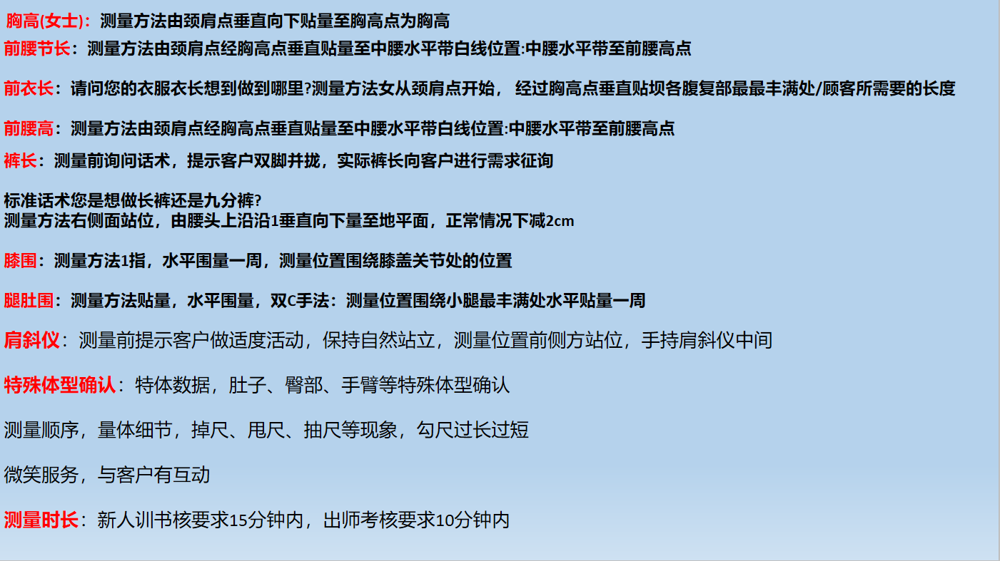 胸高(女士)：测量方法由颈肩点垂直向下贴量至胸高点为胸高
前腰节长：测量方法由颈肩点经胸高点垂直贴量至中腰水平带白线位置:中腰水平带至前腰高点
前衣长：请问您的衣服衣长想到做到哪里?测量方法女从颈肩点开始， 经过胸高点垂直贴坝各腹复部最最丰满处/顾客所需要的长度
前腰高：测量方法由颈肩点经胸高点垂直贴量至中腰水平带白线位置:中腰水平带至前腰高点
裤长：测量前询问话术，提示客户双脚并拢，实际裤长向客户进行需求征询
标准话术您是想做长裤还是九分裤?
测量方法右侧面站位，由腰头上沿沿1垂直向下量至地平面，正常情况下减2cm
膝围：测量方法1指，水平围量一周，测量位置围绕膝盖关节处的位置
腿肚围：测量方法贴量，水平围量，双C手法：测量位置围绕小腿最丰满处水平贴量一周
肩斜仪：测量前提示客户做适度活动，保持自然站立，测量位置前侧方站位，手持肩斜仪中间
特殊体型确认：特体数据，肚子、臀部、手臂等特殊体型确认
测量顺序，量体细节，掉尺、甩尺、抽尺等现象，勾尺过长过短
微笑服务，与客户有互动
测量时长：新人训书核要求15分钟内，出师考核要求10分钟内